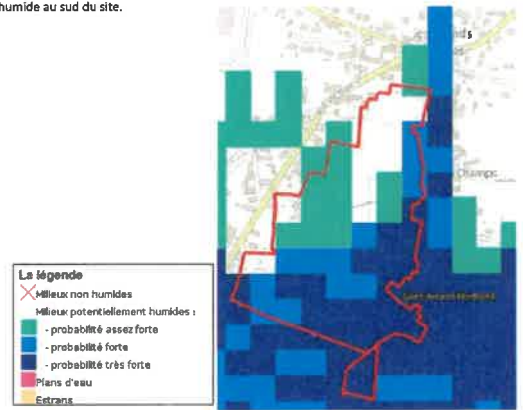 humide au sud du site.
La légende
Milieux non humides
Milieux potentiellement humides :
- probabilité assez forte
- probabilité forte
- probabilité très forte
Plans d'eau
Estrans
Champs